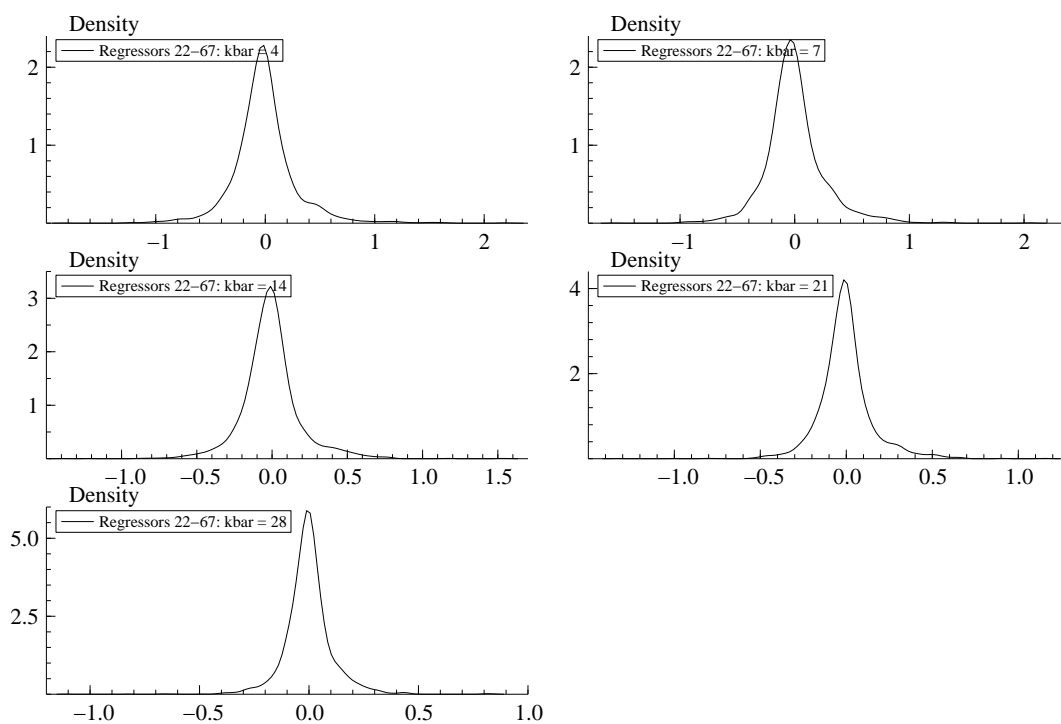 Density
Regressors 22−67: kbar = 4
2
1
−1 0 1 2
Density
Regressors 22−67: kbar = 7
2
1
−1 0 1 2
Density
Regressors 22−67: kbar = 14
3
2
1
−1.0 −0.5 0.0 0.5 1.0 1.5
Density
Regressors 22−67: kbar = 21
4
2
−1.0 −0.5 0.0 0.5 1.0
Density
Regressors 22−67: kbar = 28
5.0
2.5
−1.0 −0.5 0.0 0.5 1.0